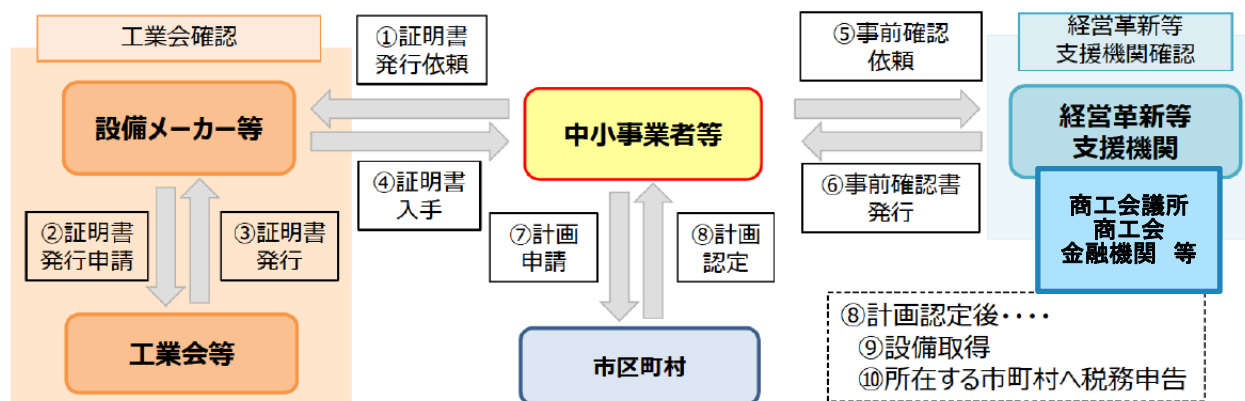 工業会確認
①証明書
発行依頼
⑤事前確認
依頼
経営革新等
支援機関確認
設備メーカー等
中小事業者等
経営革新等
支援機関
④証明書
入手
⑥事前確認書
発行
商工会議所
商工会
金融機関 等
②証明書
発行申請
③証明書
発行
⑦計画
申請
⑧計画
認定
工業会等
市区町村
⑧計画認定後・・・・
⑨設備取得
⑩所在する市町村へ税務申告